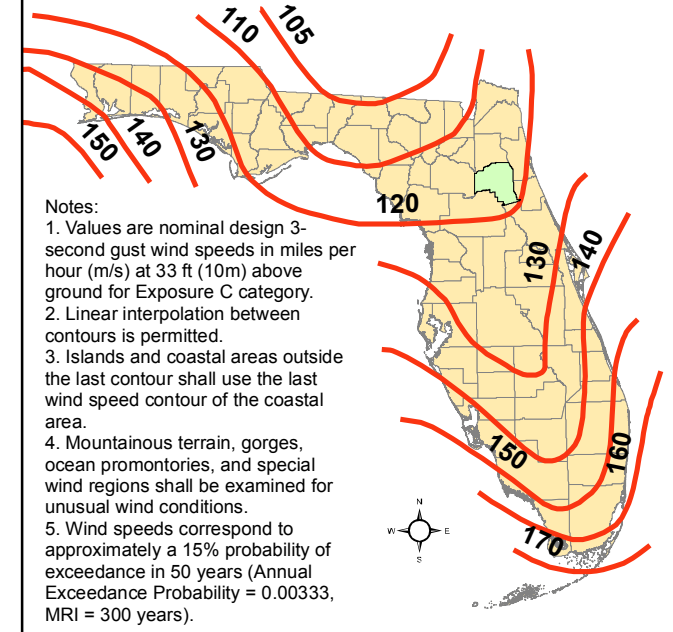 105
110
150
140
130
120
130
140
150
160
170
N
W E
S
Notes:
1. Values are nominal design 3-
second gust wind speeds in miles per
hour (m/s) at 33 ft (10m) above
ground for Exposure C category.
2. Linear interpolation between
contours is permitted.
3. Islands and coastal areas outside
the last contour shall use the last
wind speed contour of the coastal
area.
4. Mountainous terrain, gorges,
ocean promontories, and special
wind regions shall be examined for
unusual wind conditions.
5. Wind speeds correspond to
approximately a 15% probability of
exceedance in 50 years (Annual
Exceedance Probability = 0.00333,
MRI = 300 years).